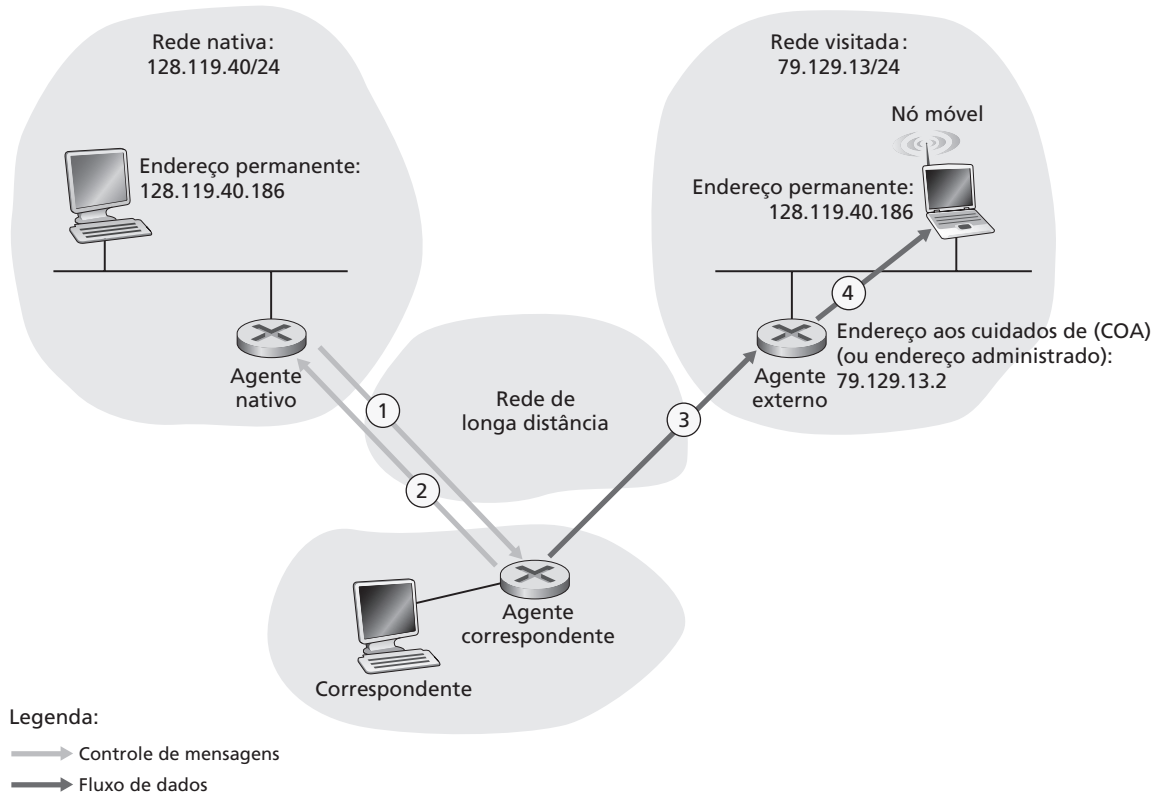 Rede nativa:
128.119.40/24
Rede visitada:
79.129.13/24
Nó móvel
Endereço permanente:
128.119.40.186
Endereço permanente:
128.119.40.186
4
Agente
nativo
Endereço aos cuidados de (COA)
(ou endereço administrado):
79.129.13.2
Agente
externo
1
Rede de
longa distância
3
2
Agente
correspondente
Correspondente
Legenda:
Controle de mensagens
Fluxo de dados